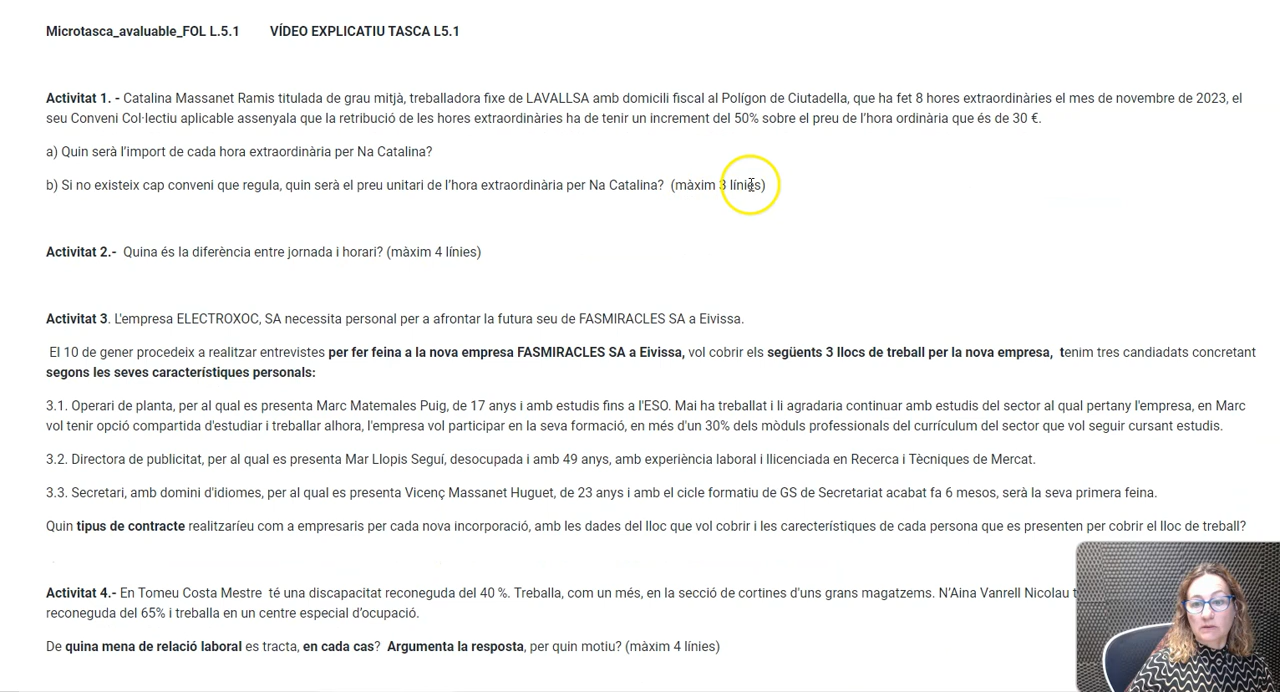 Microtasca_avaluable_FOL L.5.1 VÍDEO EXPLICATIU TASCA L5.1
Activitat 1. - Catalina Massanet Ramis titulada de grau mitjà, treballadora fixe de LAVALLSA amb domicili fiscal al Polígon de Ciutadella, que ha fet 8 hores extraordinàries el mes de novembre de 2023, el
seu Conveni Col·lectiu aplicable assenyala que la retribució de les hores extraordinàries ha de tenir un increment del 50% sobre el preu de l'hora ordinària que és de 30 €.
a) Quin serà l'import de cada hora extraordinària per Na Catalina?
b) Si no existeix cap conveni que regula, quin serà el preu unitari de l'hora extraordinària per Na Catalina? (màxim 3 línies)
Activitat 2.- Quina és la diferència entre jornada i horari? (màxim 4 línies)
Activitat 3. L'empresa ELECTROXOC, SA necessita personal per a afrontar la futura seu de FASMIRACLES SA a Eivissa.
El 10 de gener procedeix a realitzar entrevistes per fer feina a la nova empresa FASMIRACLES SA a Eivissa, vol cobrir els següents 3 llocs de treball per la nova empresa, tenim tres candiadats concretant
segons les seves característiques personals:
3.1. Operari de planta, per al qual es presenta Marc Matemales Puig, de 17 anys i amb estudis fins a l'ESO. Mai ha treballat i li agradaria continuar amb estudis del sector al qual pertany l'empresa, en Marc
vol tenir opció compartida d'estudiar i treballar alhora, l'empresa vol participar en la seva formació, en més d'un 30% dels mòduls professionals del currículum del sector que vol seguir cursant estudis.
3.2. Directora de publicitat, per al qual es presenta Mar Llopis Seguí, desocupada i amb 49 anys, amb experiència laboral i llicenciada en Recerca i Tècniques de Mercat.
3.3. Secretari, amb domini d'idiomes, per al qual es presenta Vicenç Massanet Huguet, de 23 anys i amb el cicle formatiu de GS de Secretariat acabat fa 6 mesos, serà la seva primera feina.
Quin tipus de contracte realitzaríeu com a empresaris per cada nova incorporació, amb les dades del lloc que vol cobrir i les carecterístiques de cada persona que es presenten per cobrir el lloc de treball?
Activitat 4.- En Tomeu Costa Mestre té una discapacitat reconeguda del 40 %. Treballa, com un més, en la secció de cortines d'uns grans magatzems. N'Aina Vanrell Nicolau
reconeguda del 65% i treballa en un centre especial d'ocupació.
De quina mena de relació laboral es tracta, en cada cas? Argumenta la resposta, per quin motiu? (màxim 4 línies)